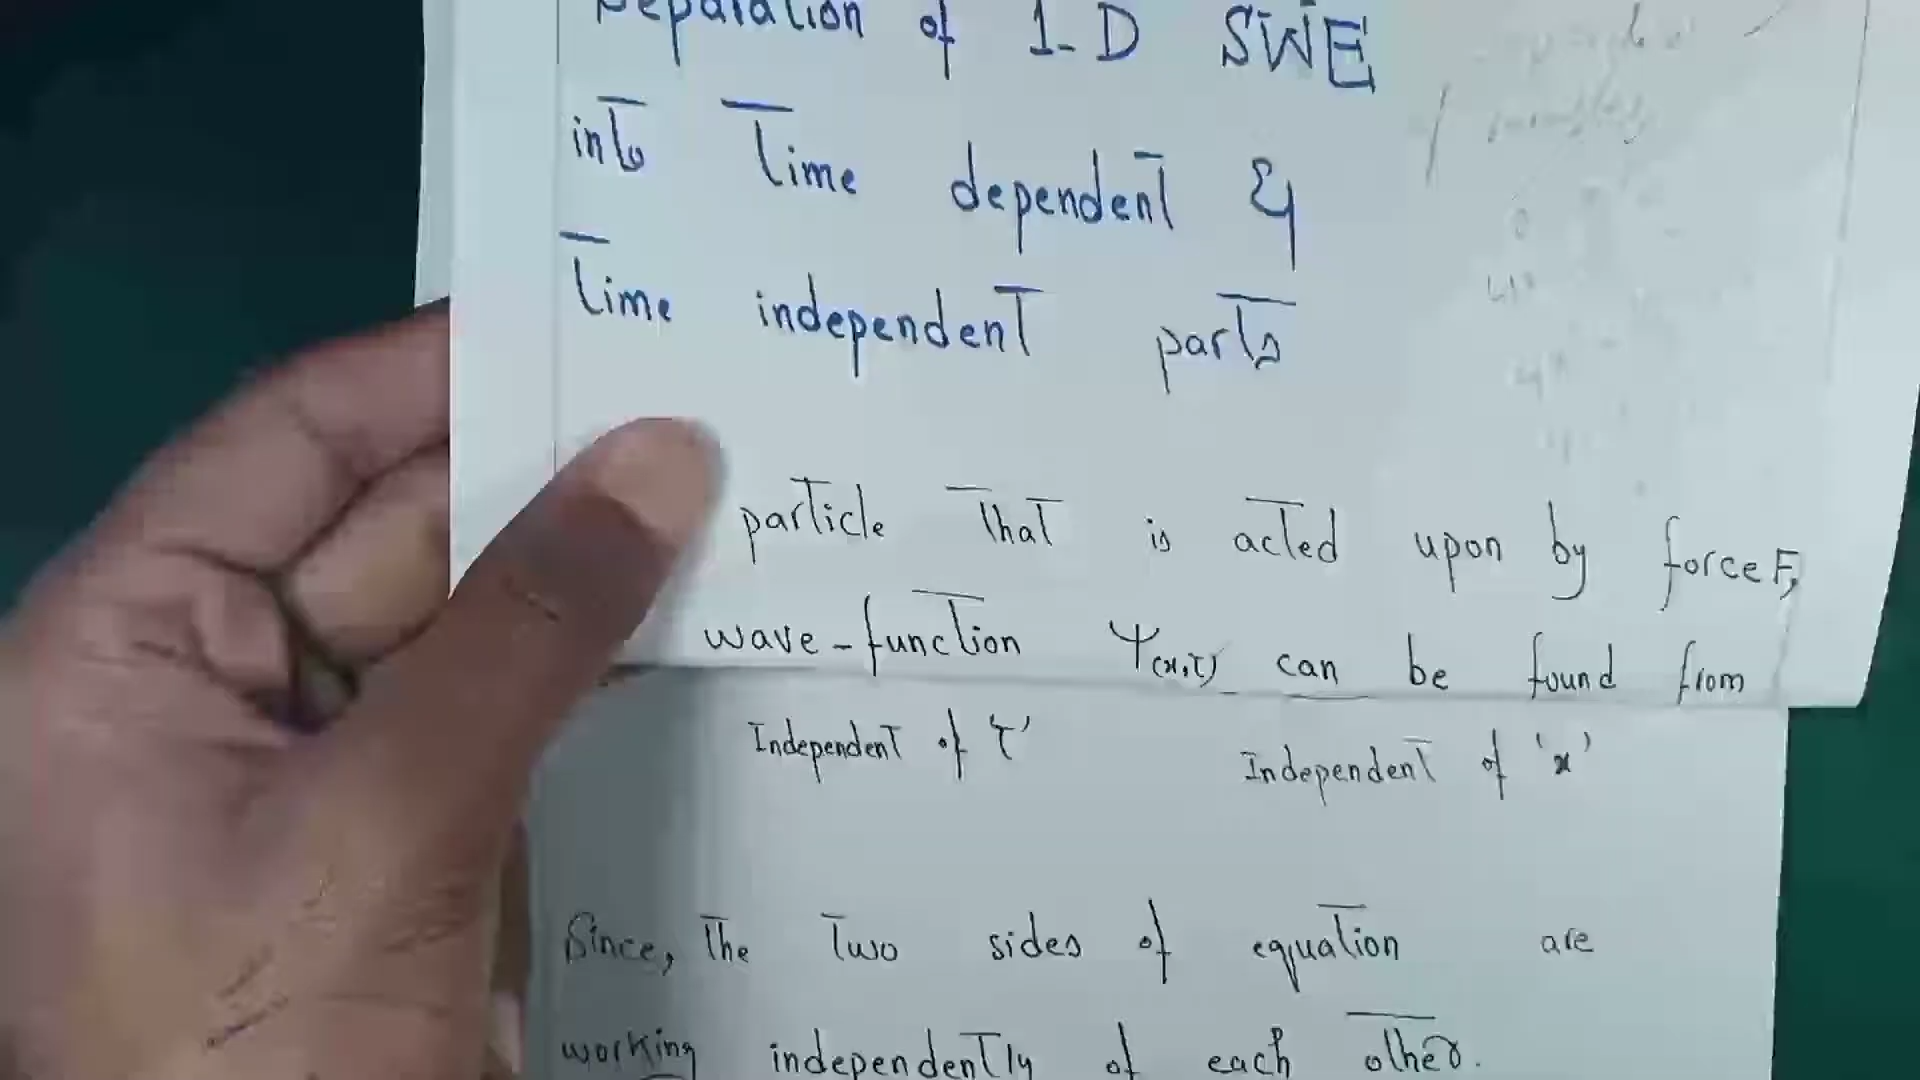 Separation of 1-D SWE
into Time dependent &
Time independent parts
particle that is acted upon by force F,
wave-function Ψ(x,t) can be found from
Independent of 't'
Independent of 'x'
Since, the two sides of equation are
working independently of each other.